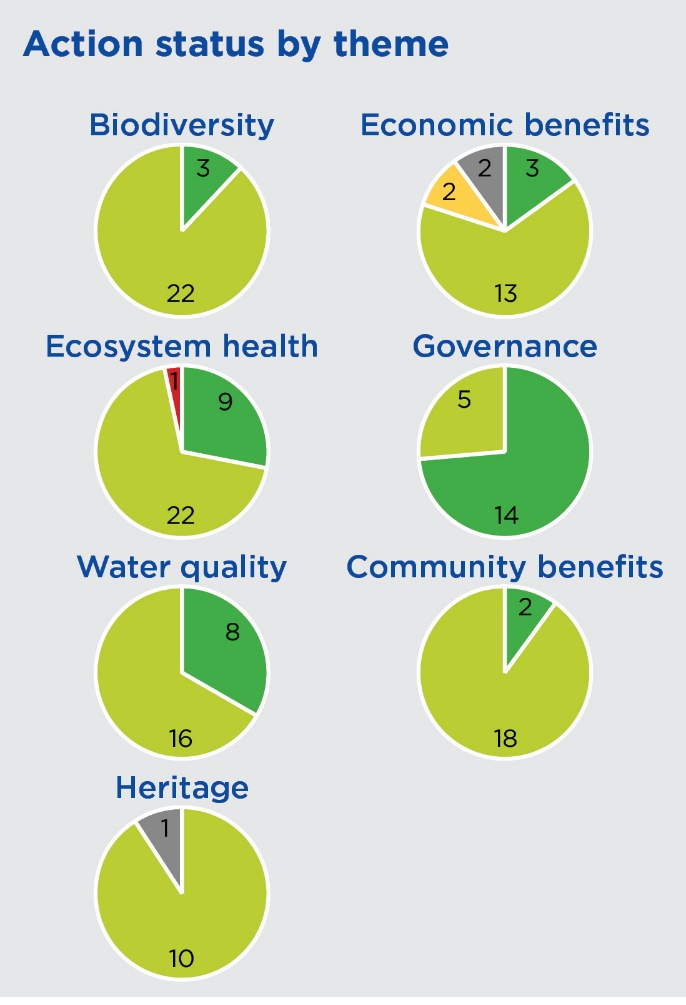 Action status by theme
Biodiversity
3
22
Economic benefits
2
3
2
13
Ecosystem health
1
9
22
Governance
5
14
Water quality
8
16
Community benefits
2
18
Heritage
1
10